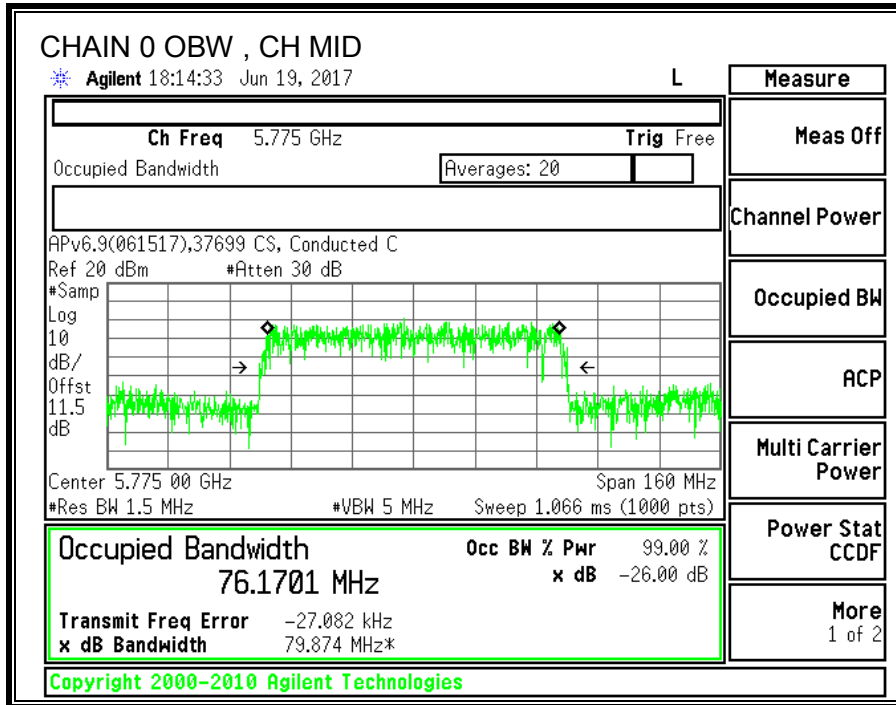 CHAIN 0 OBW , CH MID
Agilent 18:14:33 Jun 19, 2017 L
Measure
Ch Freq 5.775 GHz Trig Free
Meas Off
Occupied Bandwidth Averages: 20
Channel Power
APv6.9(061517),37699 CS, Conducted C
Ref 20 dBm #Atten 30 dB
#Samp
Log
10
dB/
Offst
11.5
dB
Occupied BW
ACP
Center 5.775 00 GHz Span 160 MHz
#Res BW 1.5 MHz #VBW 5 MHz Sweep 1.066 ms (1000 pts)
Multi Carrier
Power
Occupied Bandwidth Occ BW % Pwr 99.00 %
76.1701 MHz x dB -26.00 dB
Power Stat
CCDF
Transmit Freq Error -27.082 kHz
x dB Bandwidth 79.874 MHz*
More
1 of 2
Copyright 2000-2010 Agilent Technologies